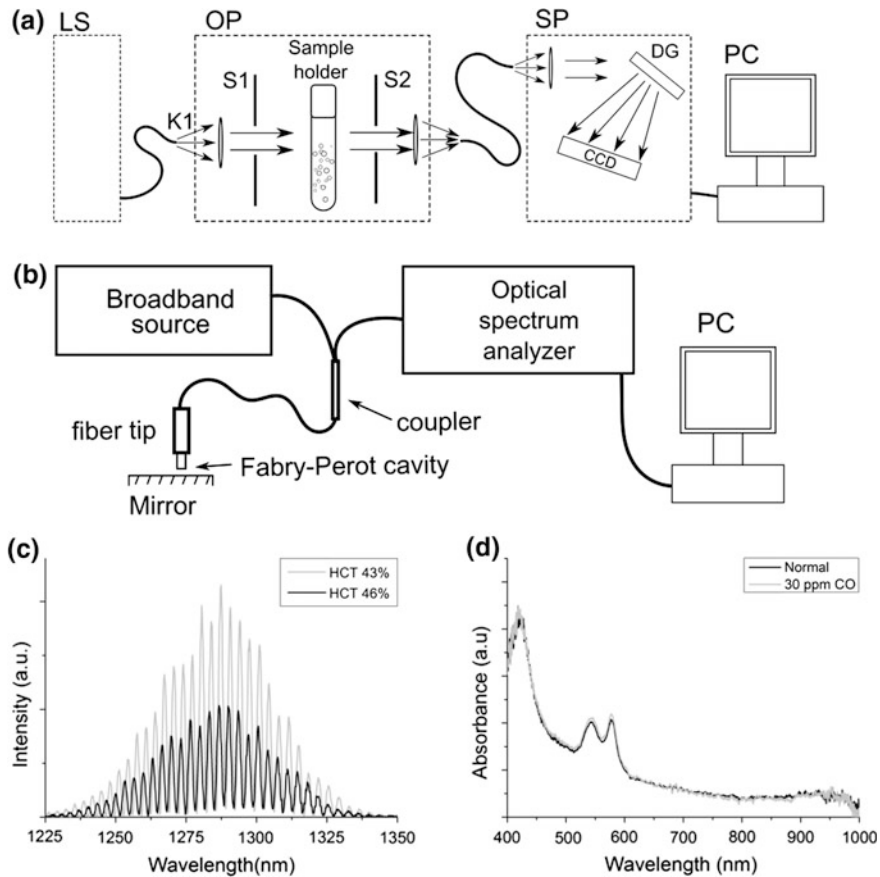 (a)
LS
OP
SP
PC
Sample
holder
S1
S2
K1
DG
CCD
(b)
Broadband
source
Optical
spectrum
analyzer
PC
coupler
fiber tip
Fabry-Perot cavity
Mirror
(c)
HCT 43%
HCT 46%
Intensity (a.u.)
1225
1250
1275
1300
1325
1350
Wavelength(nm)
(d)
Normal
30 ppm CO
Absorbance (a.u)
400
500
600
700
800
900
1000
Wavelength (nm)